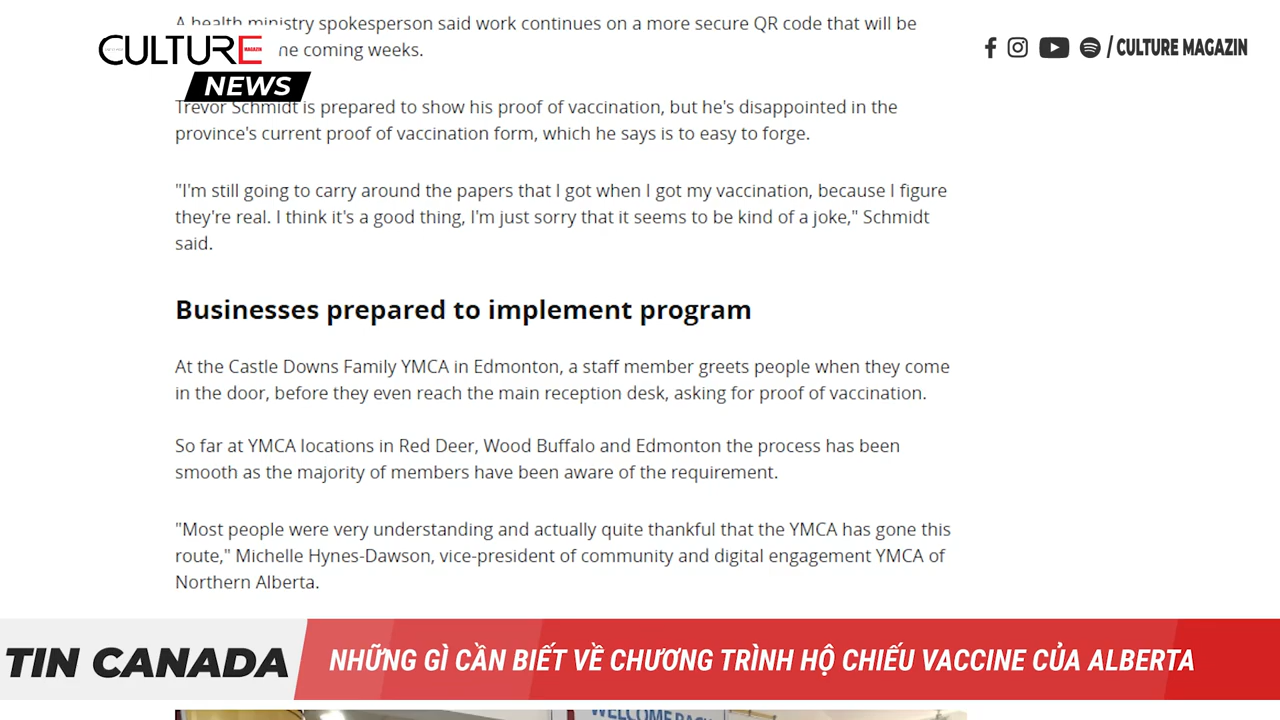 A health ministry spokesperson said work continues on a more secure QR code that will be
coming weeks.
CULTURE
MAGAZIN
NEWS
/ CULTURE MAGAZIN
Trevor Schmidt is prepared to show his proof of vaccination, but he's disappointed in the
province's current proof of vaccination form, which he says is to easy to forge.
"I'm still going to carry around the papers that I got when I got my vaccination, because I figure
they're real. I think it's a good thing, I'm just sorry that it seems to be kind of a joke," Schmidt
said.
Businesses prepared to implement program
At the Castle Downs Family YMCA in Edmonton, a staff member greets people when they come
in the door, before they even reach the main reception desk, asking for proof of vaccination.
So far at YMCA locations in Red Deer, Wood Buffalo and Edmonton the process has been
smooth as the majority of members have been aware of the requirement.
"Most people were very understanding and actually quite thankful that the YMCA has gone this
route," Michelle Hynes-Dawson, vice-president of community and digital engagement YMCA of
Northern Alberta.
TIN CANADA
NHỮNG GÌ CẦN BIẾT VỀ CHƯƠNG TRÌNH HỘ CHIẾU VACCINE CỦA ALBERTA
WELCOME BACK